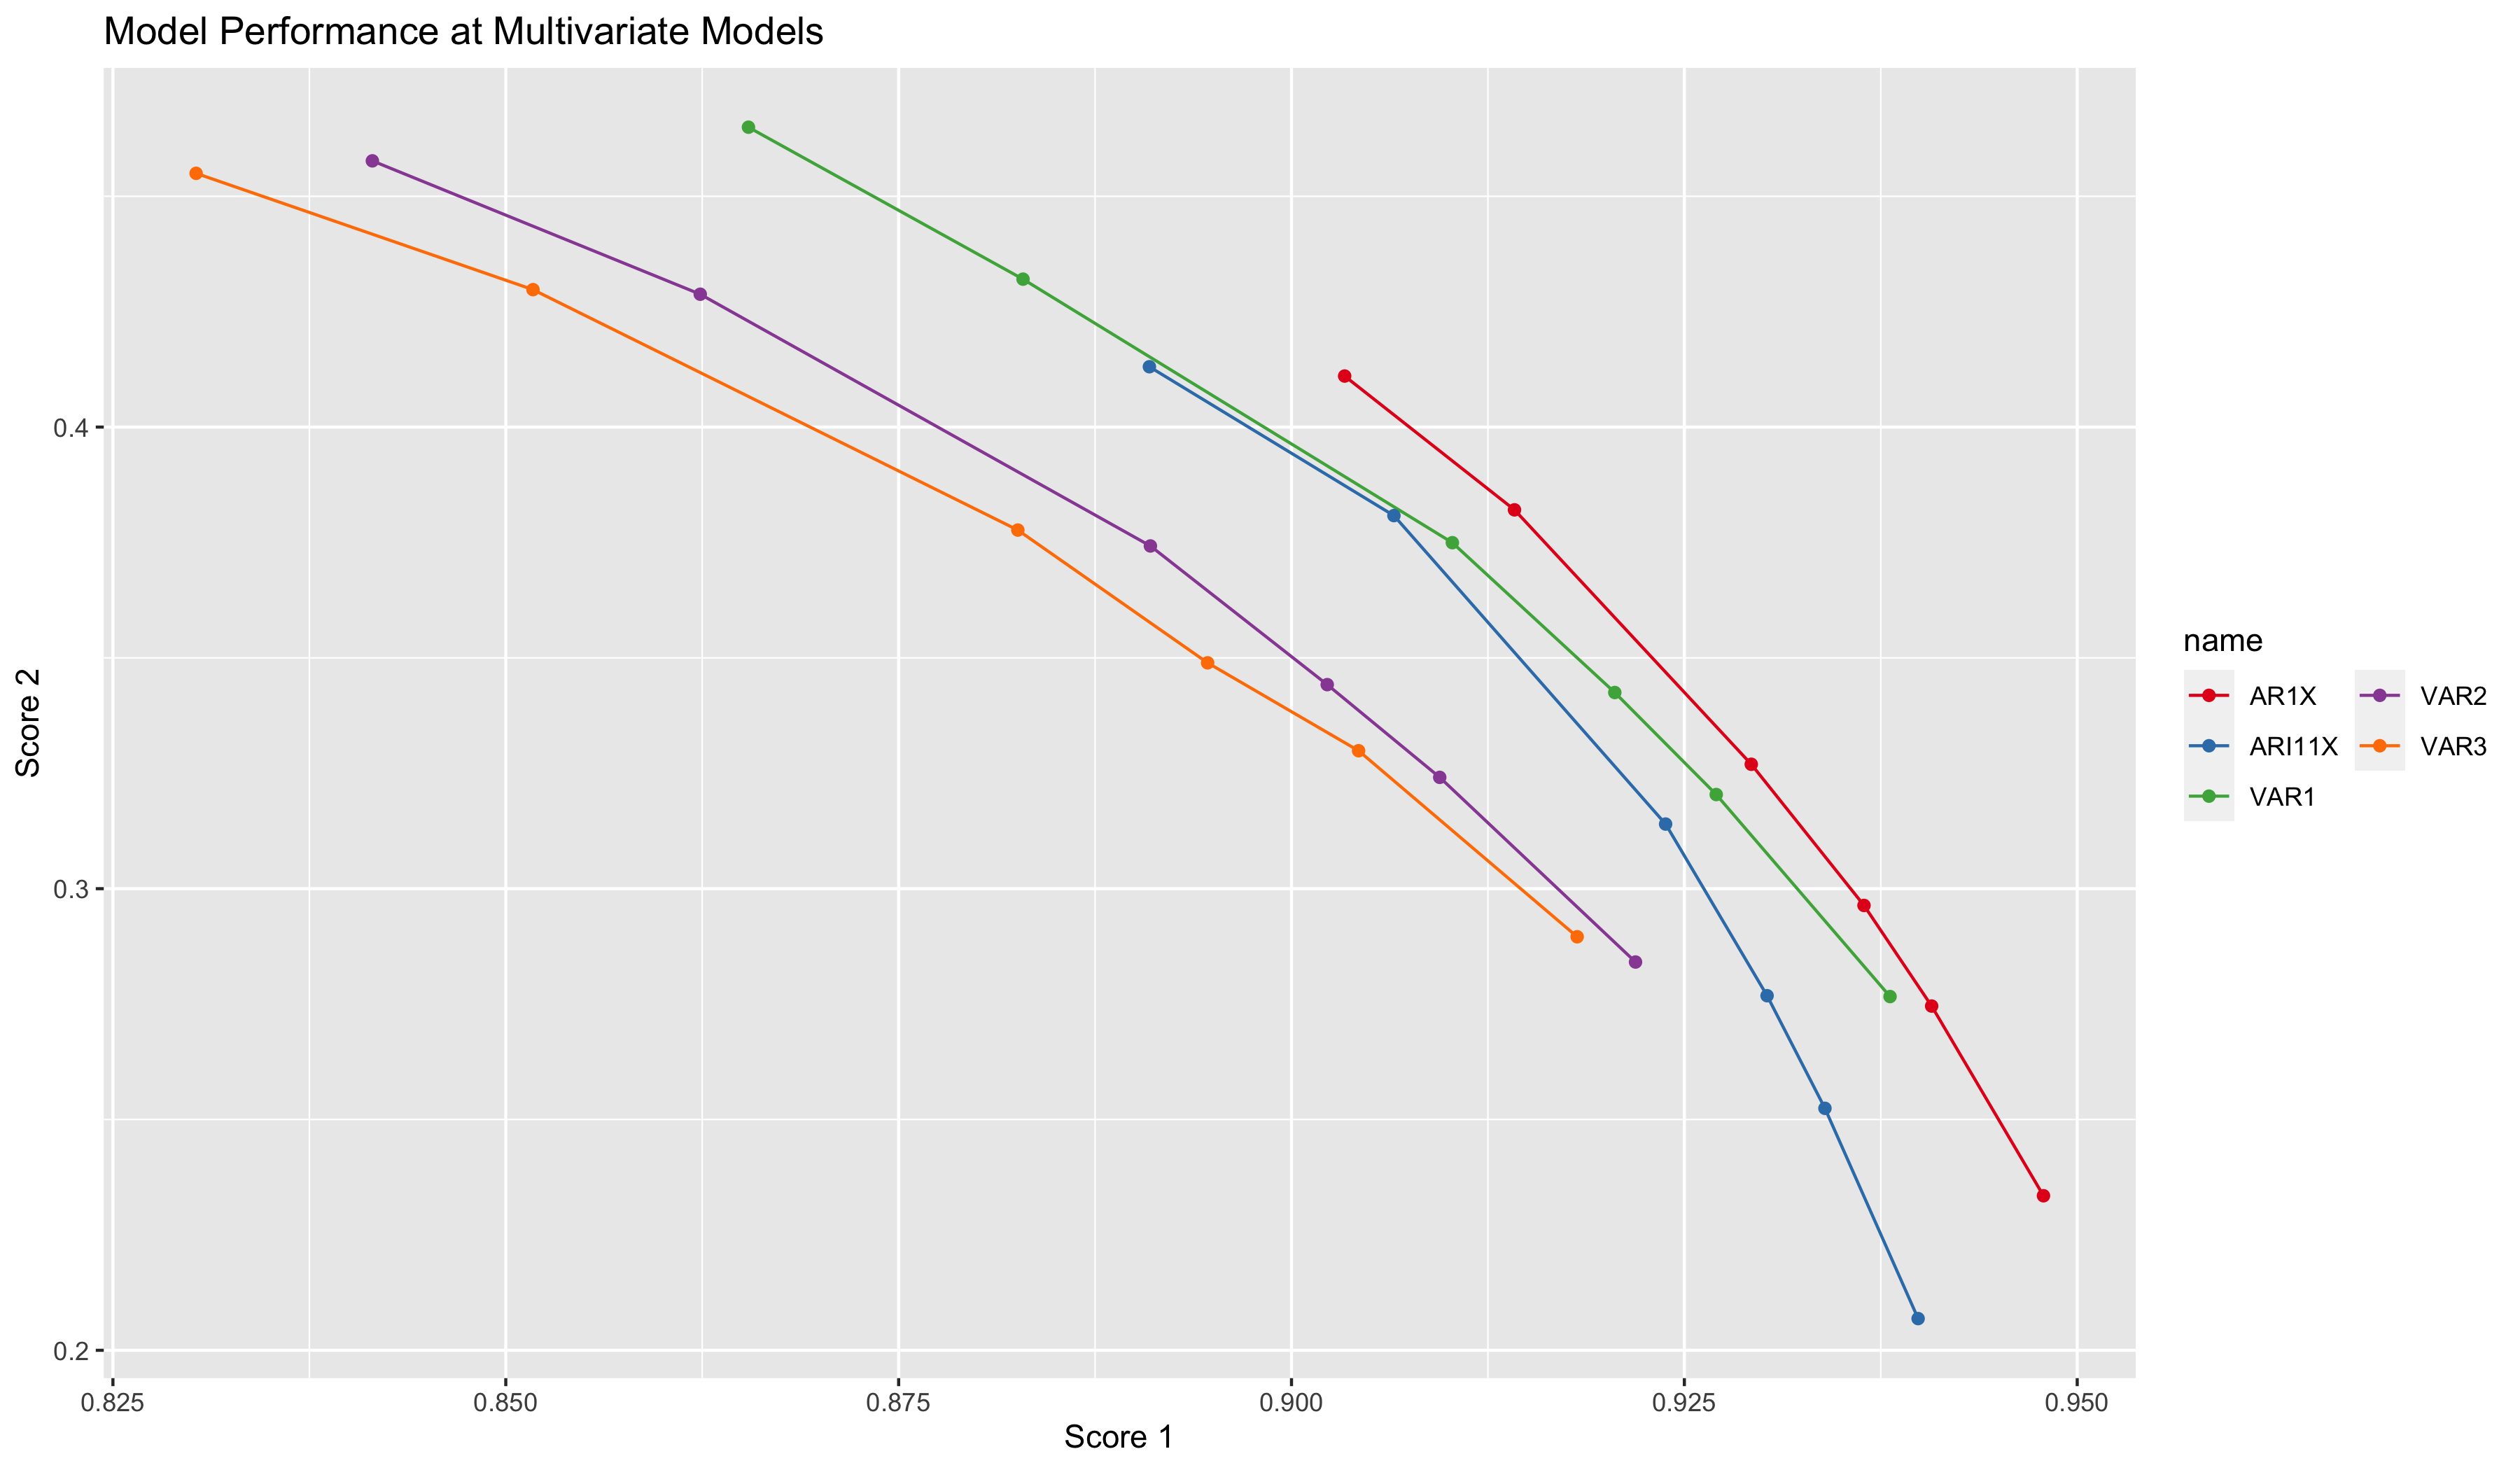 Model Performance at Multivariate Models
Score 2
0.4
0.3
0.2
0.825 0.850 0.875 0.900 0.925 0.950
Score 1
name
AR1X VAR2
ARI11X VAR3
VAR1